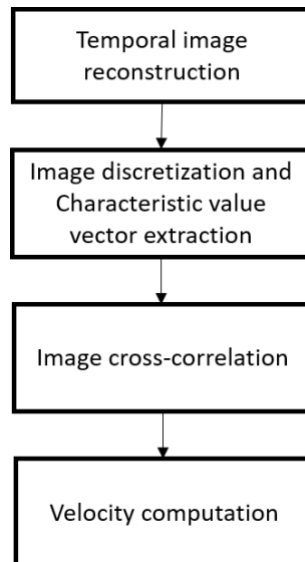 Temporal image
reconstruction
Image discretization and
Characteristic value
vector extraction
Image cross-correlation
Velocity computation